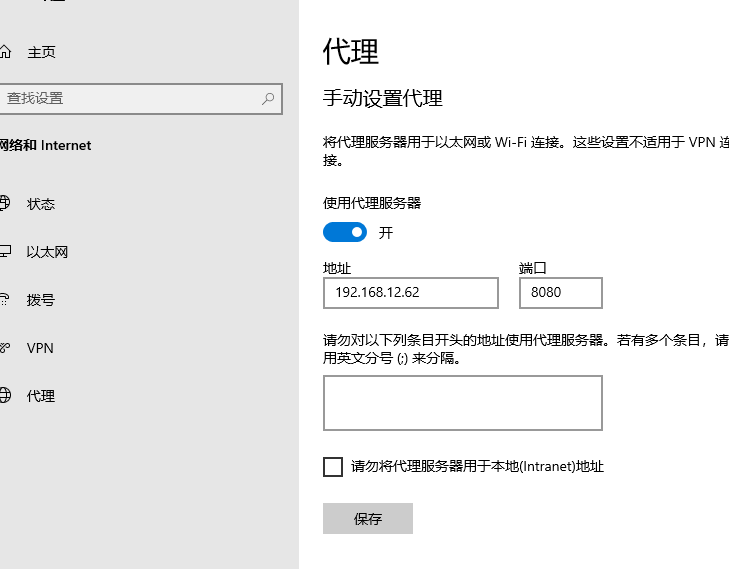 主页
查找设置
网络和 Internet
状态
以太网
拨号
VPN
代理
代理
手动设置代理
将代理服务器用于以太网或 Wi-Fi 连接。这些设置不适用于 VPN 连
接。
使用代理服务器
开
地址
端口
192.168.12.62
8080
请勿对以下列条目开头的地址使用代理服务器。若有多个条目，请
用英文分号 (;) 来分隔。
请勿将代理服务器用于本地(Intranet)地址
保存